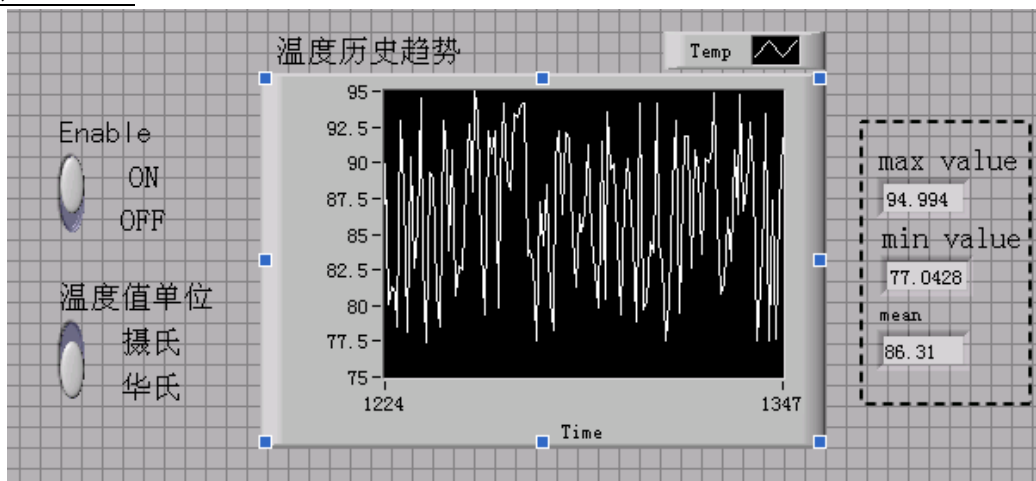 温度历史趋势
Temp
Enable
ON
OFF
温度值单位
摄氏
华氏
95
92.5
90
87.5
85
82.5
80
77.5
75
1224
1347
Time
max value
94.994
min value
77.0428
mean
86.31